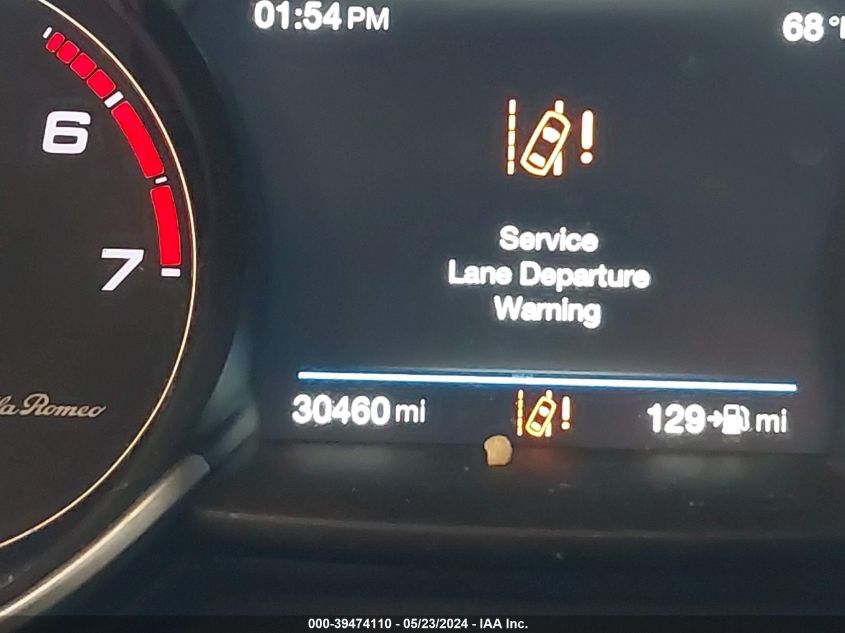 01:54 PM
68°
6
7
Service
Lane Departure
Warning
a Romeo
30460 mi
129 mi
000-39474110 - 05/23/2024 - IAA Inc.